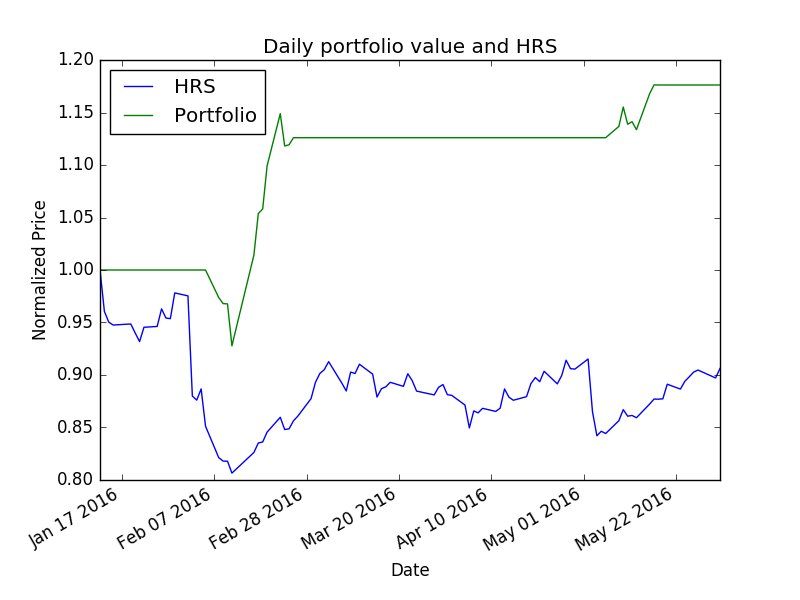 Daily portfolio value and HRS
HRS
Portfolio
Normalized Price
1.20
1.15
1.10
1.05
1.00
0.95
0.90
0.85
0.80
Jan 17 2016
Feb 07 2016
Feb 28 2016
Mar 20 2016
Apr 10 2016
May 01 2016
May 22 2016
Date